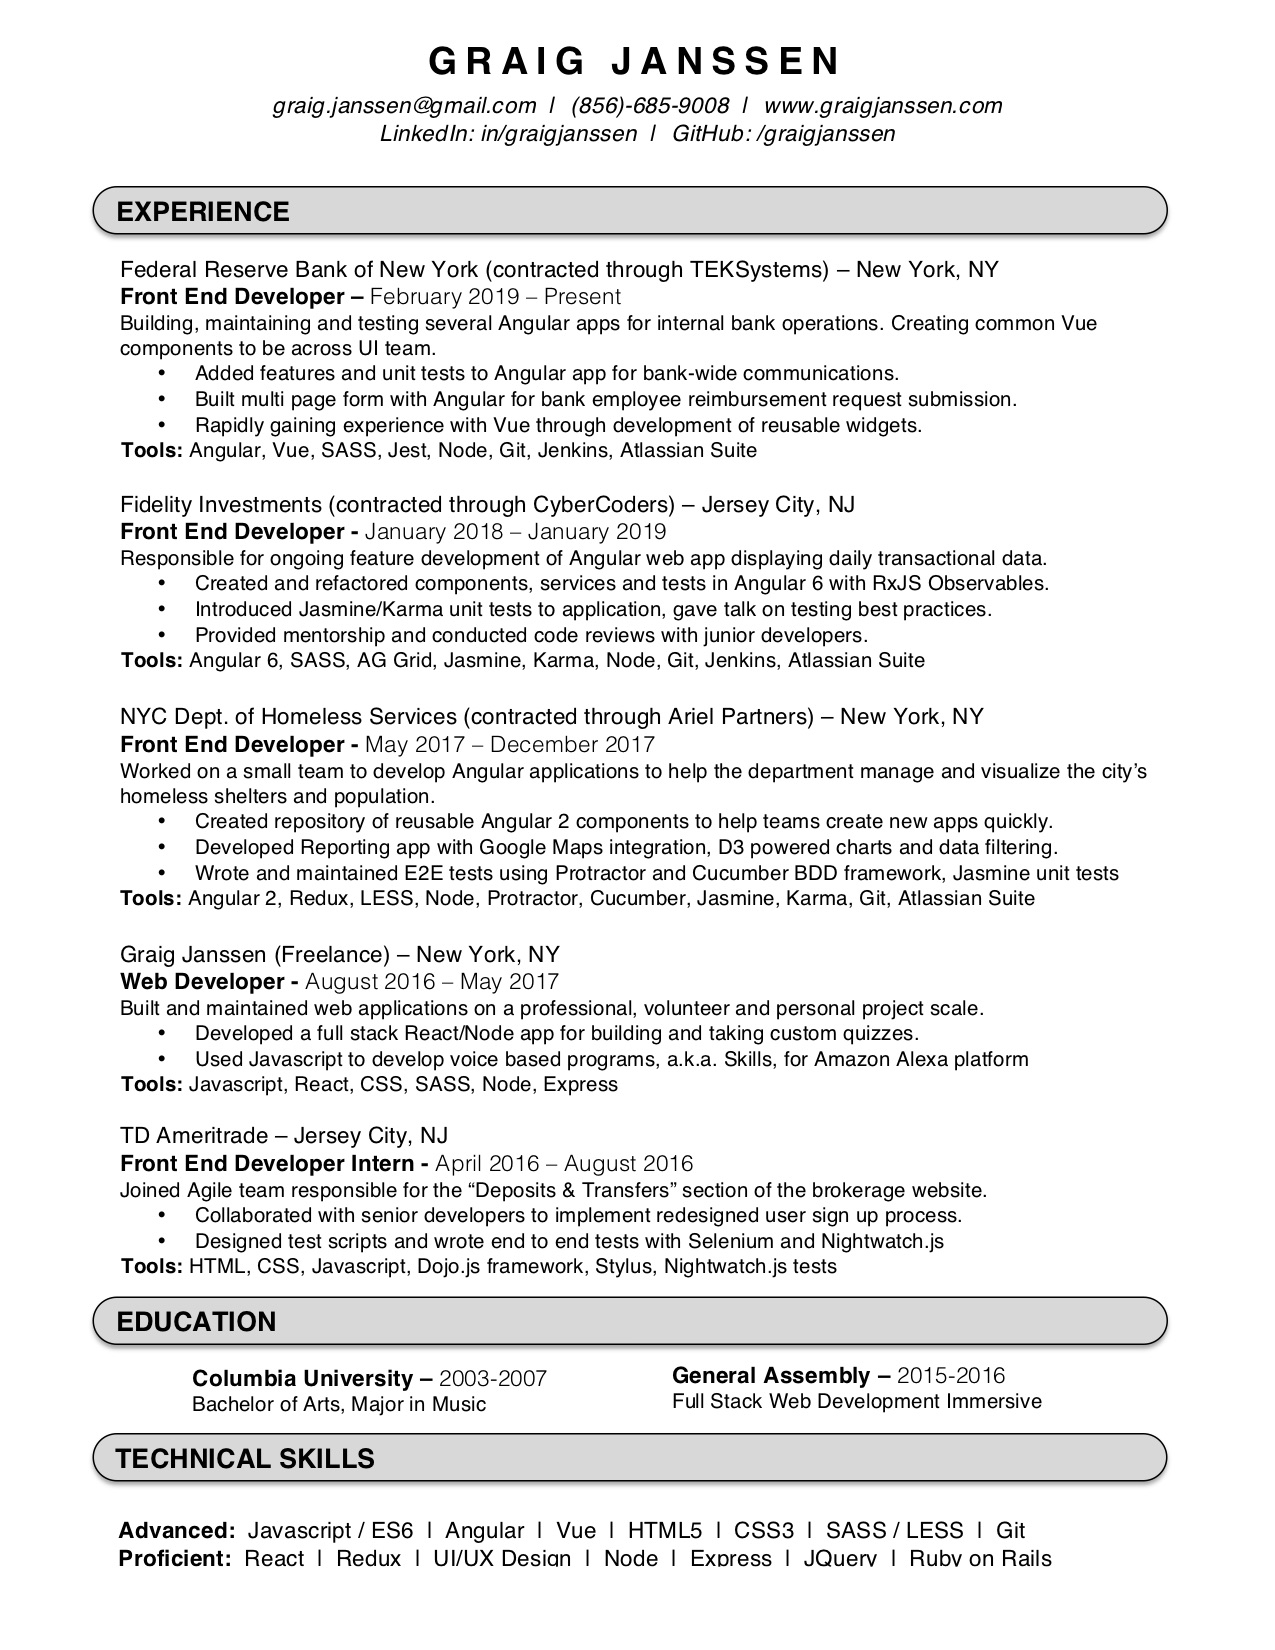 GRAIG JANSSEN
graig.janssen@gmail.com | (856)-685-9008 | www.graigjanssen.com
LinkedIn: in/graigjanssen | GitHub: /graigjanssen
EXPERIENCE
Federal Reserve Bank of New York (contracted through TEKSystems) – New York, NY
Front End Developer – February 2019 – Present
Building, maintaining and testing several Angular apps for internal bank operations. Creating common Vue
components to be across UI team.
• Added features and unit tests to Angular app for bank-wide communications.
• Built multi page form with Angular for bank employee reimbursement request submission.
• Rapidly gaining experience with Vue through development of reusable widgets.
Tools: Angular, Vue, SASS, Jest, Node, Git, Jenkins, Atlassian Suite
Fidelity Investments (contracted through CyberCoders) – Jersey City, NJ
Front End Developer - January 2018 – January 2019
Responsible for ongoing feature development of Angular web app displaying daily transactional data.
• Created and refactored components, services and tests in Angular 6 with RxJS Observables.
• Introduced Jasmine/Karma unit tests to application, gave talk on testing best practices.
• Provided mentorship and conducted code reviews with junior developers.
Tools: Angular 6, SASS, AG Grid, Jasmine, Karma, Node, Git, Jenkins, Atlassian Suite
NYC Dept. of Homeless Services (contracted through Ariel Partners) – New York, NY
Front End Developer - May 2017 – December 2017
Worked on a small team to develop Angular applications to help the department manage and visualize the city’s
homeless shelters and population.
• Created repository of reusable Angular 2 components to help teams create new apps quickly.
• Developed Reporting app with Google Maps integration, D3 powered charts and data filtering.
• Wrote and maintained E2E tests using Protractor and Cucumber BDD framework, Jasmine unit tests
Tools: Angular 2, Redux, LESS, Node, Protractor, Cucumber, Jasmine, Karma, Git, Atlassian Suite
Graig Janssen (Freelance) – New York, NY
Web Developer - August 2016 – May 2017
Built and maintained web applications on a professional, volunteer and personal project scale.
• Developed a full stack React/Node app for building and taking custom quizzes.
• Used Javascript to develop voice based programs, a.k.a. Skills, for Amazon Alexa platform
Tools: Javascript, React, CSS, SASS, Node, Express
TD Ameritrade – Jersey City, NJ
Front End Developer Intern - April 2016 – August 2016
Joined Agile team responsible for the “Deposits & Transfers” section of the brokerage website.
• Collaborated with senior developers to implement redesigned user sign up process.
• Designed test scripts and wrote end to end tests with Selenium and Nightwatch.js
Tools: HTML, CSS, Javascript, Dojo.js framework, Stylus, Nightwatch.js tests
EDUCATION
Columbia University – 2003-2007
Bachelor of Arts, Major in Music
General Assembly – 2015-2016
Full Stack Web Development Immersive
TECHNICAL SKILLS
Advanced: Javascript / ES6 | Angular | Vue | HTML5 | CSS3 | SASS / LESS | Git
Proficient: React | Redux | UI/UX Design | Node | Express | JQuery | Ruby on Rails